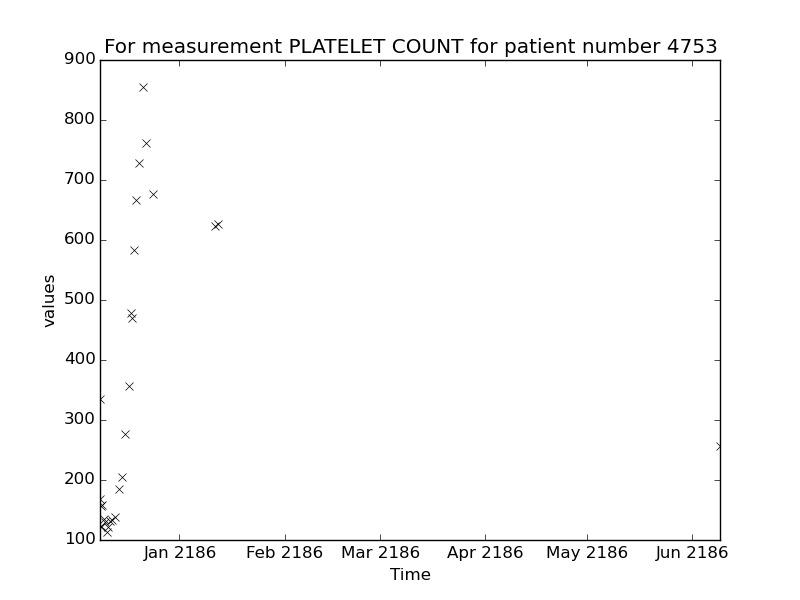 For measurement PLATELET COUNT for patient number 4753
900
800
700
600
500
400
300
200
100
values
Jan 2186 Feb 2186 Mar 2186 Apr 2186 May 2186 Jun 2186
Time